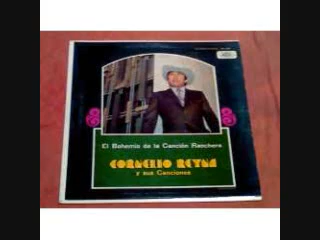 El Bohemio de la Canción Ranchera
CORNELIO REYNA
y sus Canciones